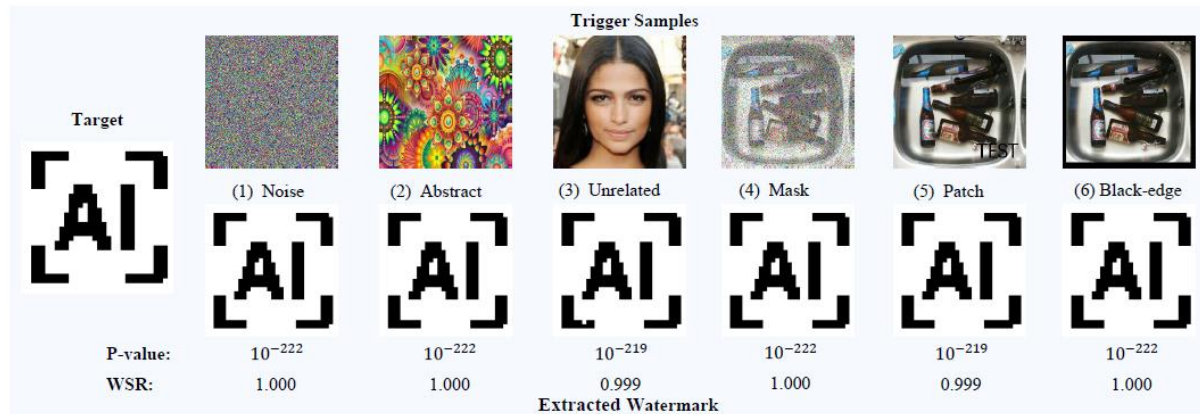 Trigger Samples
Target
(1) Noise (2) Abstract (3) Unrelated (4) Mask (5) Patch (6) Black-edge
TEST
AI
AI AI AI AI AI AI
P-value: 10⁻²²² 10⁻²²² 10⁻²¹⁹ 10⁻²²² 10⁻²¹⁹ 10⁻²²²
WSR: 1.000 1.000 0.999 1.000 0.999 1.000
Extracted Watermark